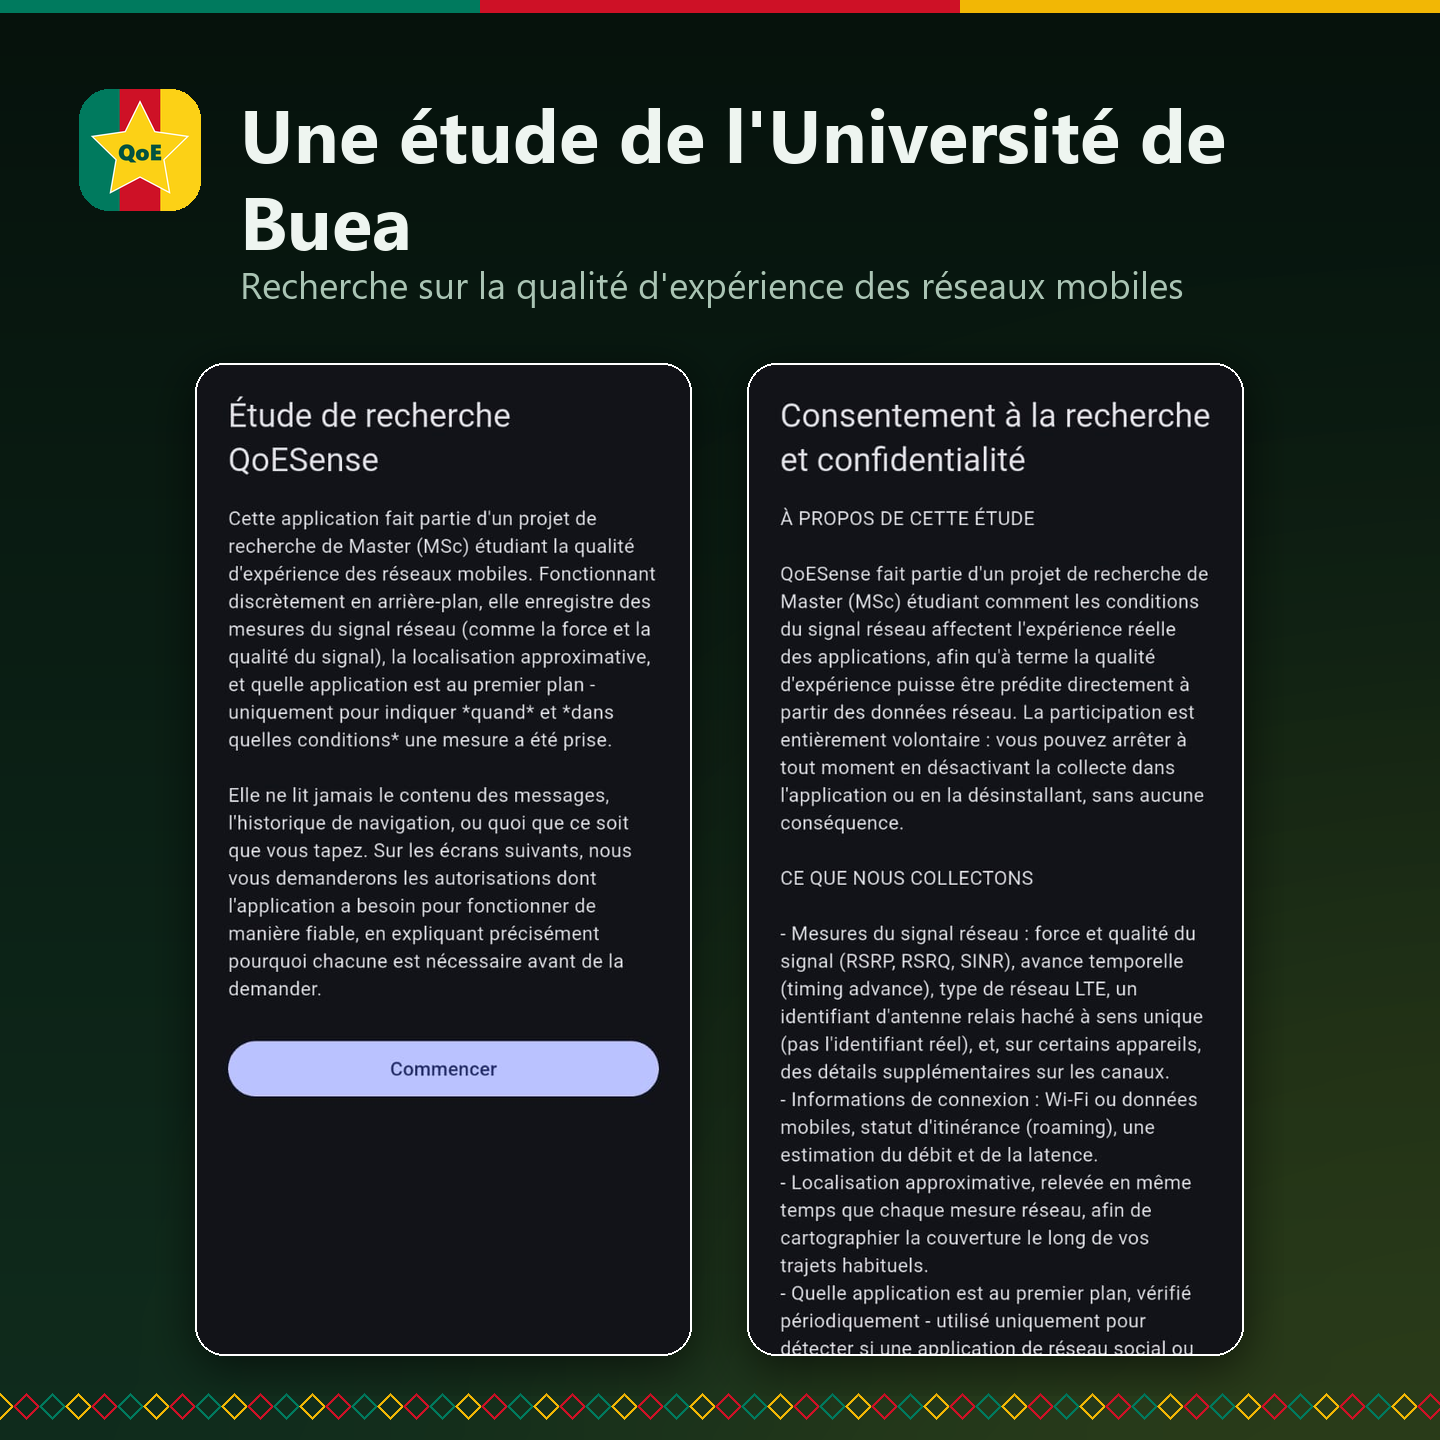 QoE
Une étude de l'Université de
Buea
Recherche sur la qualité d'expérience des réseaux mobiles
Étude de recherche
QoESense
Cette application fait partie d'un projet de
recherche de Master (MSc) étudiant la qualité
d'expérience des réseaux mobiles. Fonctionnant
discrètement en arrière-plan, elle enregistre des
mesures du signal réseau (comme la force et la
qualité du signal), la localisation approximative,
et quelle application est au premier plan -
uniquement pour indiquer *quand* et *dans
quelles conditions* une mesure a été prise.
Elle ne lit jamais le contenu des messages,
l'historique de navigation, ou quoi que ce soit
que vous tapez. Sur les écrans suivants, nous
vous demanderons les autorisations dont
l'application a besoin pour fonctionner de
manière fiable, en expliquant précisément
pourquoi chacune est nécessaire avant de la
demander.
Commencer
Consentement à la recherche
et confidentialité
À PROPOS DE CETTE ÉTUDE
QoESense fait partie d'un projet de recherche de
Master (MSc) étudiant comment les conditions
du signal réseau affectent l'expérience réelle
des applications, afin qu'à terme la qualité
d'expérience puisse être prédite directement à
partir des données réseau. La participation est
entièrement volontaire : vous pouvez arrêter à
tout moment en désactivant la collecte dans
l'application ou en la désinstallant, sans aucune
conséquence.
CE QUE NOUS COLLECTONS
- Mesures du signal réseau : force et qualité du
signal (RSRP, RSRQ, SINR), avance temporelle
(timing advance), type de réseau LTE, un
identifiant d'antenne relais haché à sens unique
(pas l'identifiant réel), et, sur certains appareils,
des détails supplémentaires sur les canaux.
- Informations de connexion : Wi-Fi ou données
mobiles, statut d'itinérance (roaming), une
estimation du débit et de la latence.
- Localisation approximative, relevée en même
temps que chaque mesure réseau, afin de
cartographier la couverture le long de vos
trajets habituels.
- Quelle application est au premier plan, vérifié
périodiquement - utilisé uniquement pour
détecter si une application de réseau social ou